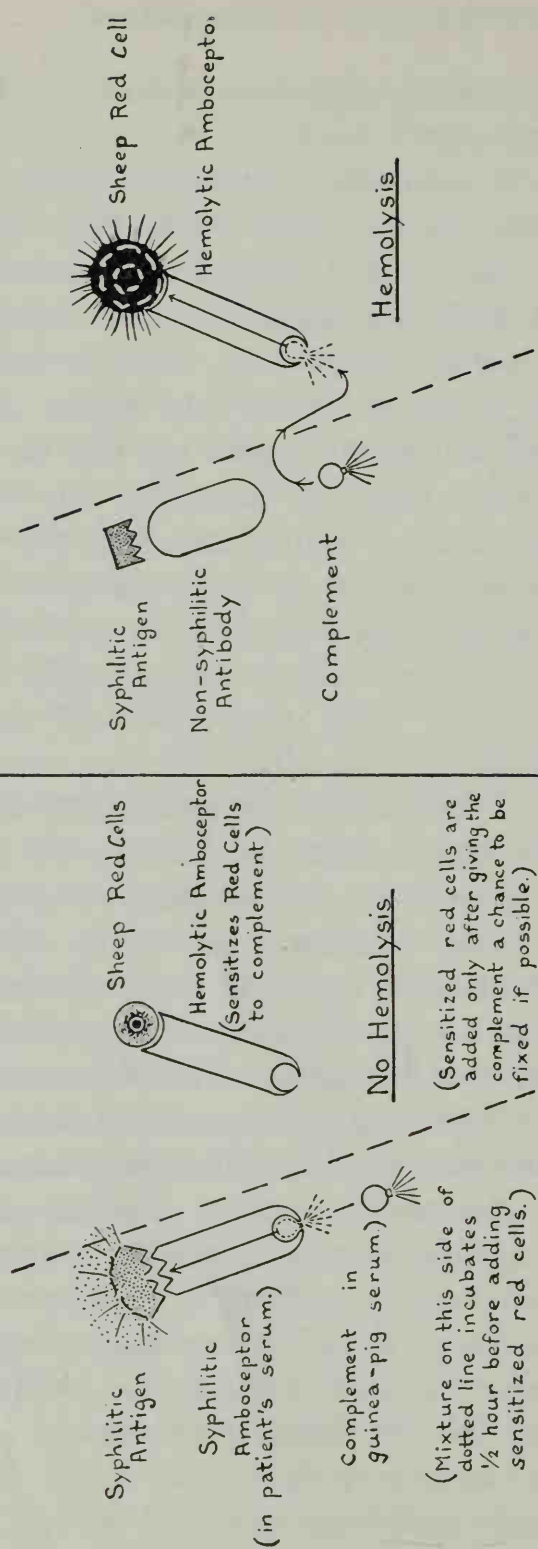 Syphilitic
Antigen
Syphilitic
Amboceptor
(in patient's serum.)
Complement in
guinea-pig serum.)
(Mixture on this side of
dotted line incubates
½ hour before adding
sensitized red cells.)
Sheep Red Cells
Hemolytic Amboceptor
(Sensitizes Red Cells
to complement)
No Hemolysis
(Sensitized red cells are
added only after giving the
complement a chance to be
fixed if possible.)
Syphilitic
Antigen
Non-syphilitic
Antibody
Complement
Sheep Red Cell
Hemolytic Amboceptor
Hemolysis